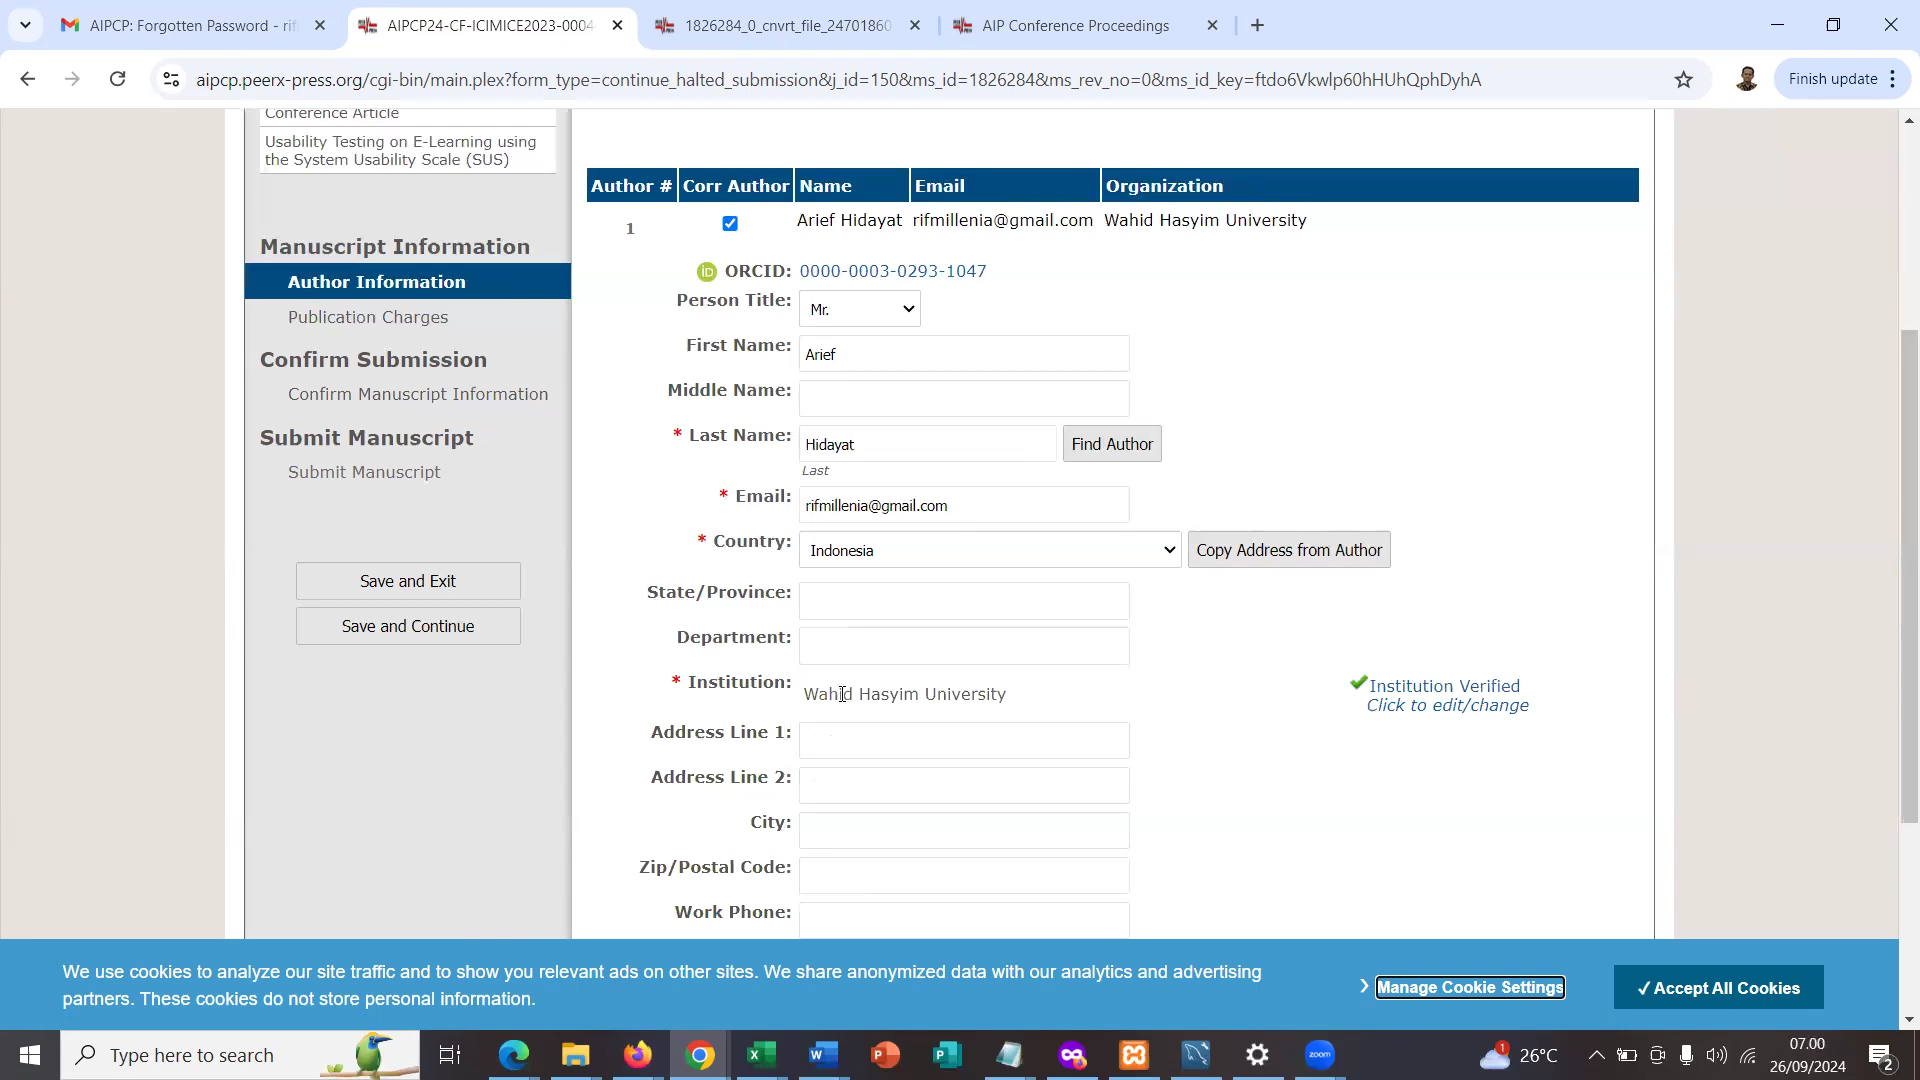 AIPCP: Forgotten Password - rif
AIPCP24-CF-ICIMICE2023-0004
1826284_0_cnvrt_file_24701860
AIP Conference Proceedings
aipcp.peerx-press.org/cgi-bin/main.plex?form_type=continue_halted_submission&j_id=150&ms_id=1826284&ms_rev_no=0&ms_id_key=ftdo6Vkwlp60hHUhQphDyhA
Finish update
Conference Article
Usability Testing on E-Learning using
the System Usability Scale (SUS)
Manuscript Information
Author Information
Publication Charges
Confirm Submission
Confirm Manuscript Information
Submit Manuscript
Submit Manuscript
Save and Exit
Save and Continue
Author # Corr Author Name Email Organization
1 Arief Hidayat rifmillenia@gmail.com Wahid Hasyim University
iD ORCID: 0000-0003-0293-1047
Person Title: Mr.
First Name: Arief
Middle Name:
* Last Name: Hidayat Find Author
Last
* Email: rifmillenia@gmail.com
* Country: Indonesia Copy Address from Author
State/Province:
Department:
* Institution: Wahid Hasyim University Institution Verified
Click to edit/change
Address Line 1:
Address Line 2:
City:
Zip/Postal Code:
Work Phone:
We use cookies to analyze our site traffic and to show you relevant ads on other sites. We share anonymized data with our analytics and advertising
partners. These cookies do not store personal information.
Manage Cookie Settings
✓ Accept All Cookies
Type here to search
zoom
1
26°C
07.00
26/09/2024
2